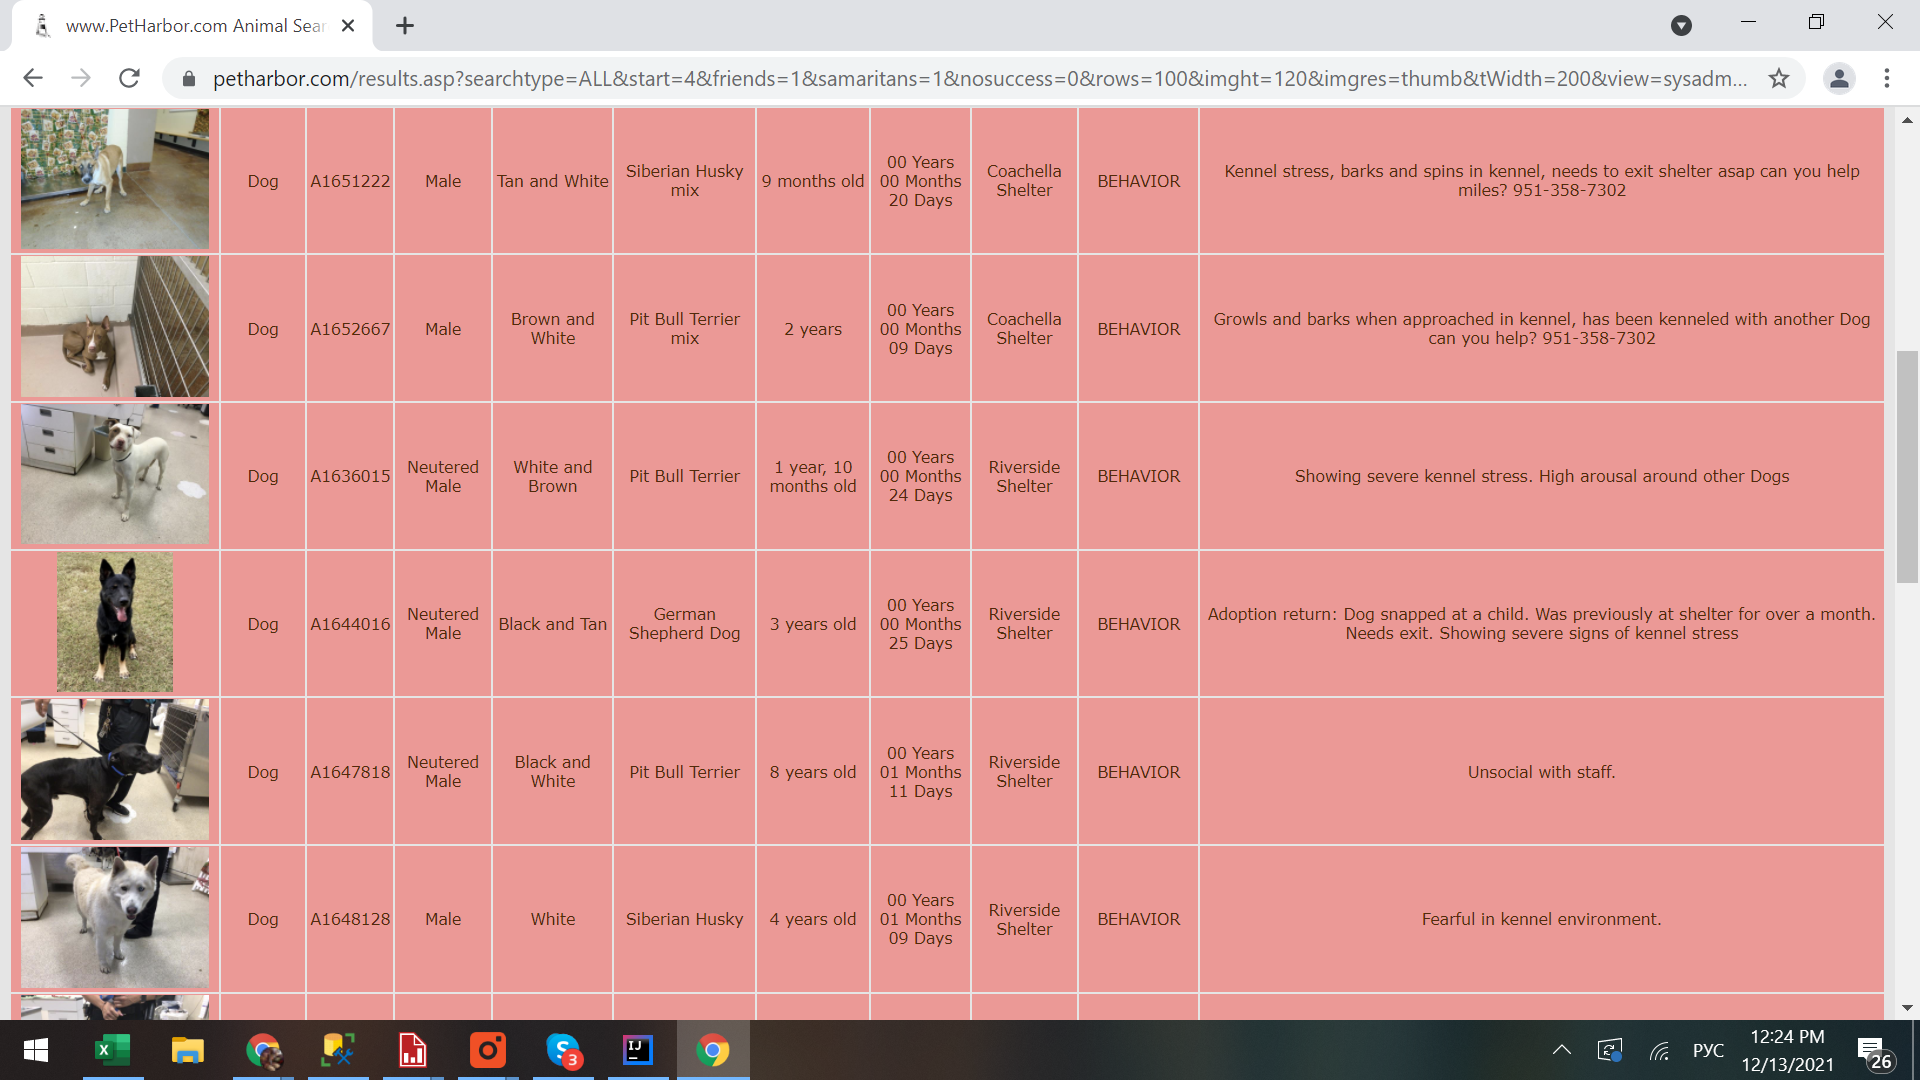 www.PetHarbor.com Animal Sear
petharbor.com/results.asp?searchtype=ALL&start=4&friends=1&samaritans=1&nosuccess=0&rows=100&imght=120&imgres=thumb&tWidth=200&view=sysadm...
Dog
A1651222
Male
Tan and White
Siberian Husky
mix
9 months old
00 Years
00 Months
20 Days
Coachella
Shelter
BEHAVIOR
Kennel stress, barks and spins in kennel, needs to exit shelter asap can you help
miles? 951-358-7302
Dog
A1652667
Male
Brown and
White
Pit Bull Terrier
mix
2 years
00 Years
00 Months
09 Days
Coachella
Shelter
BEHAVIOR
Growls and barks when approached in kennel, has been kenneled with another Dog
can you help? 951-358-7302
Dog
A1636015
Neutered
Male
White and
Brown
Pit Bull Terrier
1 year, 10
months old
00 Years
00 Months
24 Days
Riverside
Shelter
BEHAVIOR
Showing severe kennel stress. High arousal around other Dogs
Dog
A1644016
Neutered
Male
Black and Tan
German
Shepherd Dog
3 years old
00 Years
00 Months
25 Days
Riverside
Shelter
BEHAVIOR
Adoption return: Dog snapped at a child. Was previously at shelter for over a month.
Needs exit. Showing severe signs of kennel stress
Dog
A1647818
Neutered
Male
Black and
White
Pit Bull Terrier
8 years old
00 Years
01 Months
11 Days
Riverside
Shelter
BEHAVIOR
Unsocial with staff.
Dog
A1648128
Male
White
Siberian Husky
4 years old
00 Years
01 Months
09 Days
Riverside
Shelter
BEHAVIOR
Fearful in kennel environment.
X
S
3
IJ
РУС
12:24 PM
12/13/2021
26